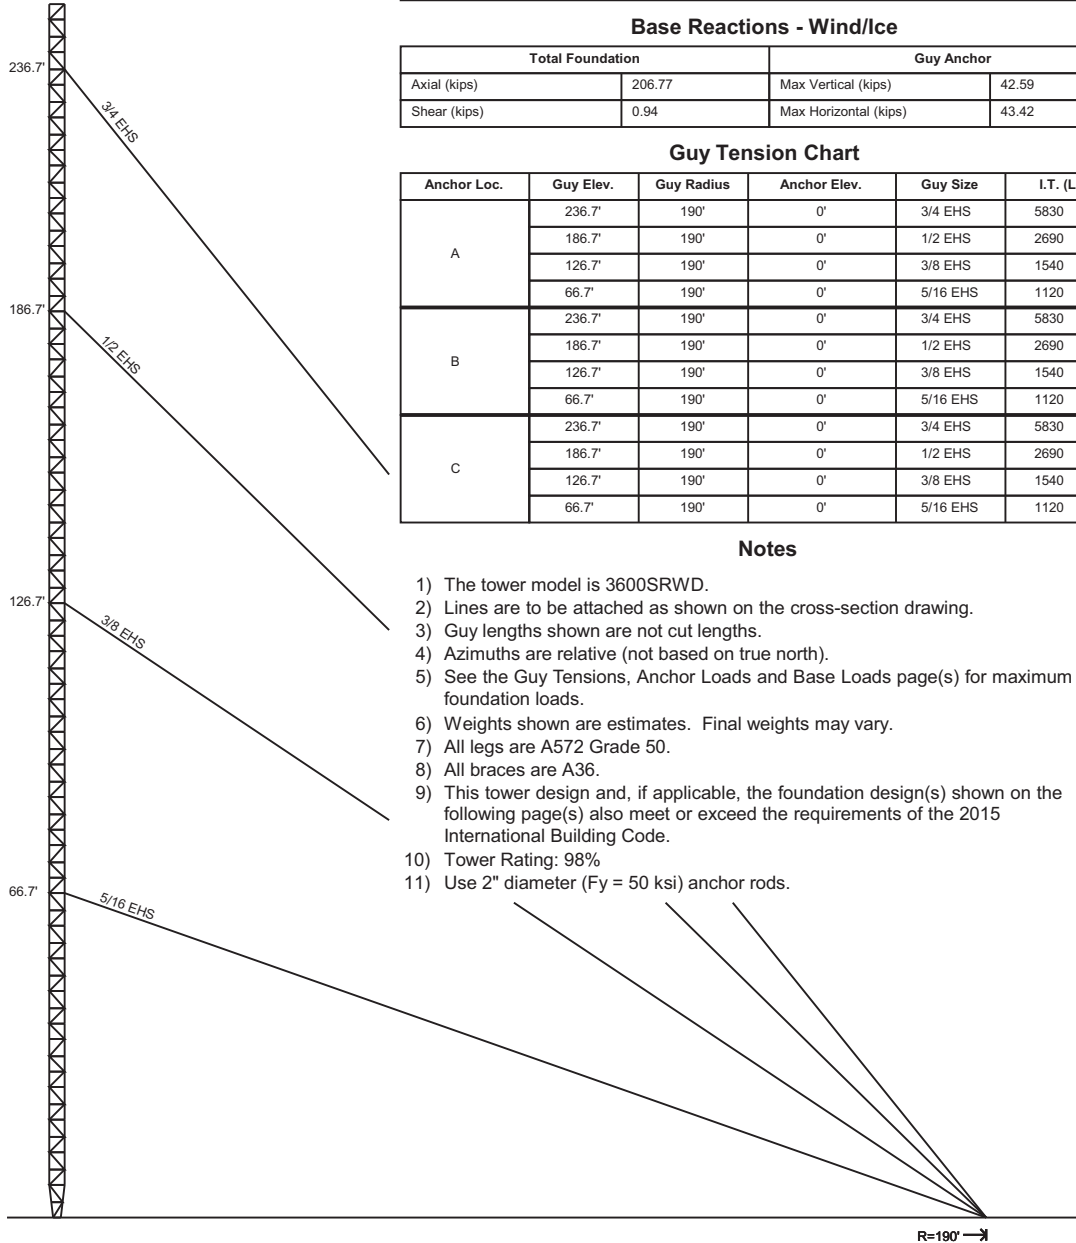 Base Reactions - Wind/Ice
Total Foundation Guy Anchor
Axial (kips) 206.77 Max Vertical (kips) 42.59
Shear (kips) 0.94 Max Horizontal (kips) 43.42
Guy Tension Chart
Anchor Loc. Guy Elev. Guy Radius Anchor Elev. Guy Size I.T. (L
A
236.7' 190' 0' 3/4 EHS 5830
186.7' 190' 0' 1/2 EHS 2690
126.7' 190' 0' 3/8 EHS 1540
66.7' 190' 0' 5/16 EHS 1120
B
236.7' 190' 0' 3/4 EHS 5830
186.7' 190' 0' 1/2 EHS 2690
126.7' 190' 0' 3/8 EHS 1540
66.7' 190' 0' 5/16 EHS 1120
C
236.7' 190' 0' 3/4 EHS 5830
186.7' 190' 0' 1/2 EHS 2690
126.7' 190' 0' 3/8 EHS 1540
66.7' 190' 0' 5/16 EHS 1120
Notes
1) The tower model is 3600SRWD.
2) Lines are to be attached as shown on the cross-section drawing.
3) Guy lengths shown are not cut lengths.
4) Azimuths are relative (not based on true north).
5) See the Guy Tensions, Anchor Loads and Base Loads page(s) for maximum
foundation loads.
6) Weights shown are estimates. Final weights may vary.
7) All legs are A572 Grade 50.
8) All braces are A36.
9) This tower design and, if applicable, the foundation design(s) shown on the
following page(s) also meet or exceed the requirements of the 2015
International Building Code.
10) Tower Rating: 98%
11) Use 2" diameter (Fy = 50 ksi) anchor rods.
236.7'
3/4 EHS
186.7'
1/2 EHS
126.7'
3/8 EHS
66.7'
5/16 EHS
R=190'